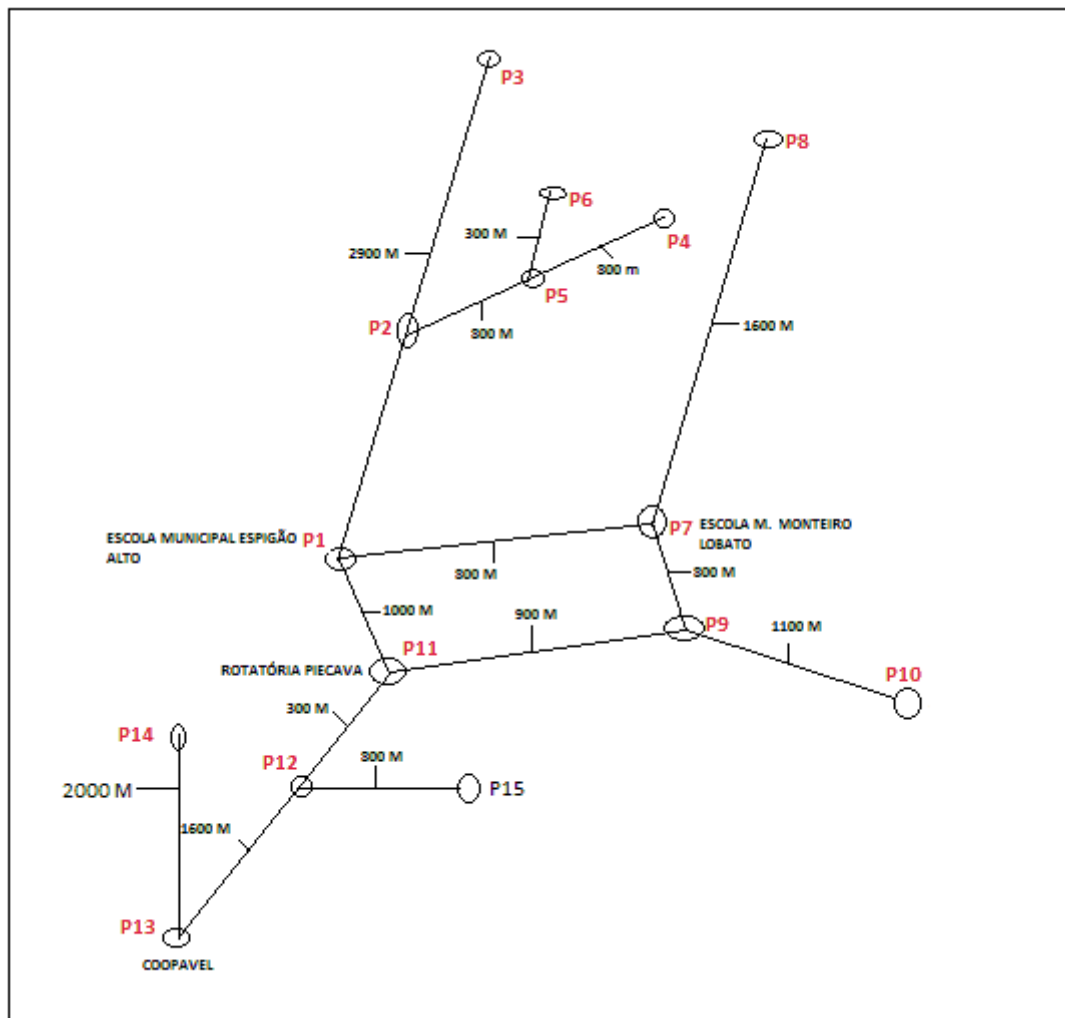 P3
P8
P6
P4
300 M
2900 M
800 m
P5
P2
800 M
1600 M
ESCOLA MUNICIPAL ESPIGÃO
ALTO
P1
P7
ESCOLA M. MONTEIRO
LOBATO
800 M
800 M
1000 M
900 M
P9
1100 M
P11
ROTATÓRIA PIECAVA
P10
300 M
P14
P12
800 M
P15
2000 M
1600 M
P13
COOPAVEL